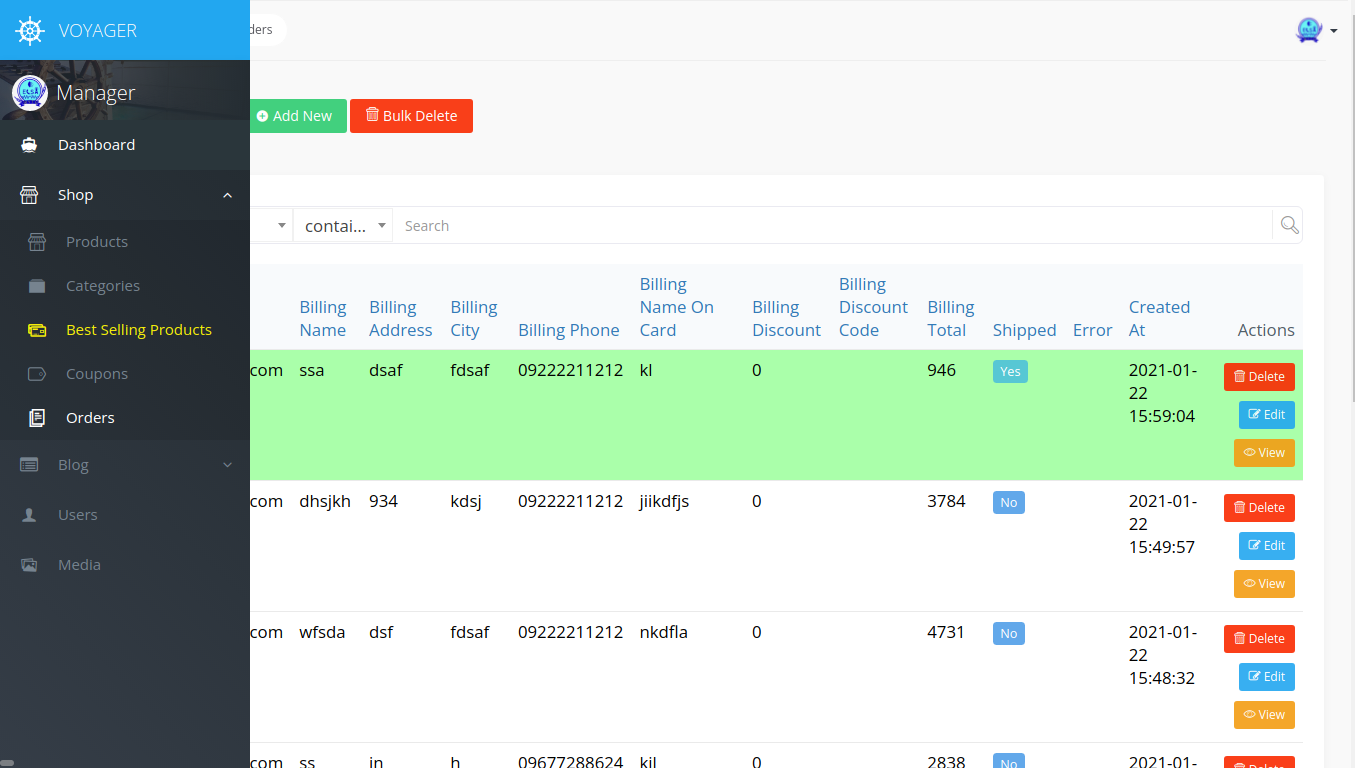 VOYAGER
ders
Manager
Add New
Bulk Delete
Dashboard
Shop
Products
Categories
Best Selling Products
Coupons
Orders
Blog
Users
Media
contai...
Search
Billing Name
Billing Address
Billing City
Billing Phone
Billing Name On Card
Billing Discount
Billing Discount Code
Billing Total
Shipped
Error
Created At
Actions
com ssa dsaf fdsaf 09222211212 kl 0 946 Yes 2021-01-22 15:59:04
Delete
Edit
View
com dhsjkh 934 kdsj 09222211212 jiikdfjs 0 3784 No 2021-01-22 15:49:57
Delete
Edit
View
com wfsda dsf fdsaf 09222211212 nkdfla 0 4731 No 2021-01-22 15:48:32
Delete
Edit
View
com ss in h 09677288624 kil 0 2838 No 2021-01-
Delete